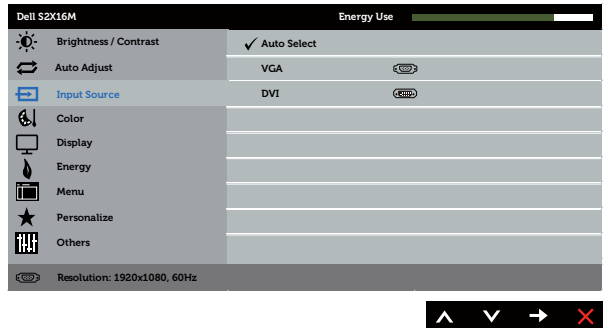 Dell S2X16M Energy Use
Brightness / Contrast
Auto Select
Auto Adjust
VGA
Input Source
DVI
Color
Display
Energy
Menu
Personalize
Others
Resolution: 1920x1080, 60Hz